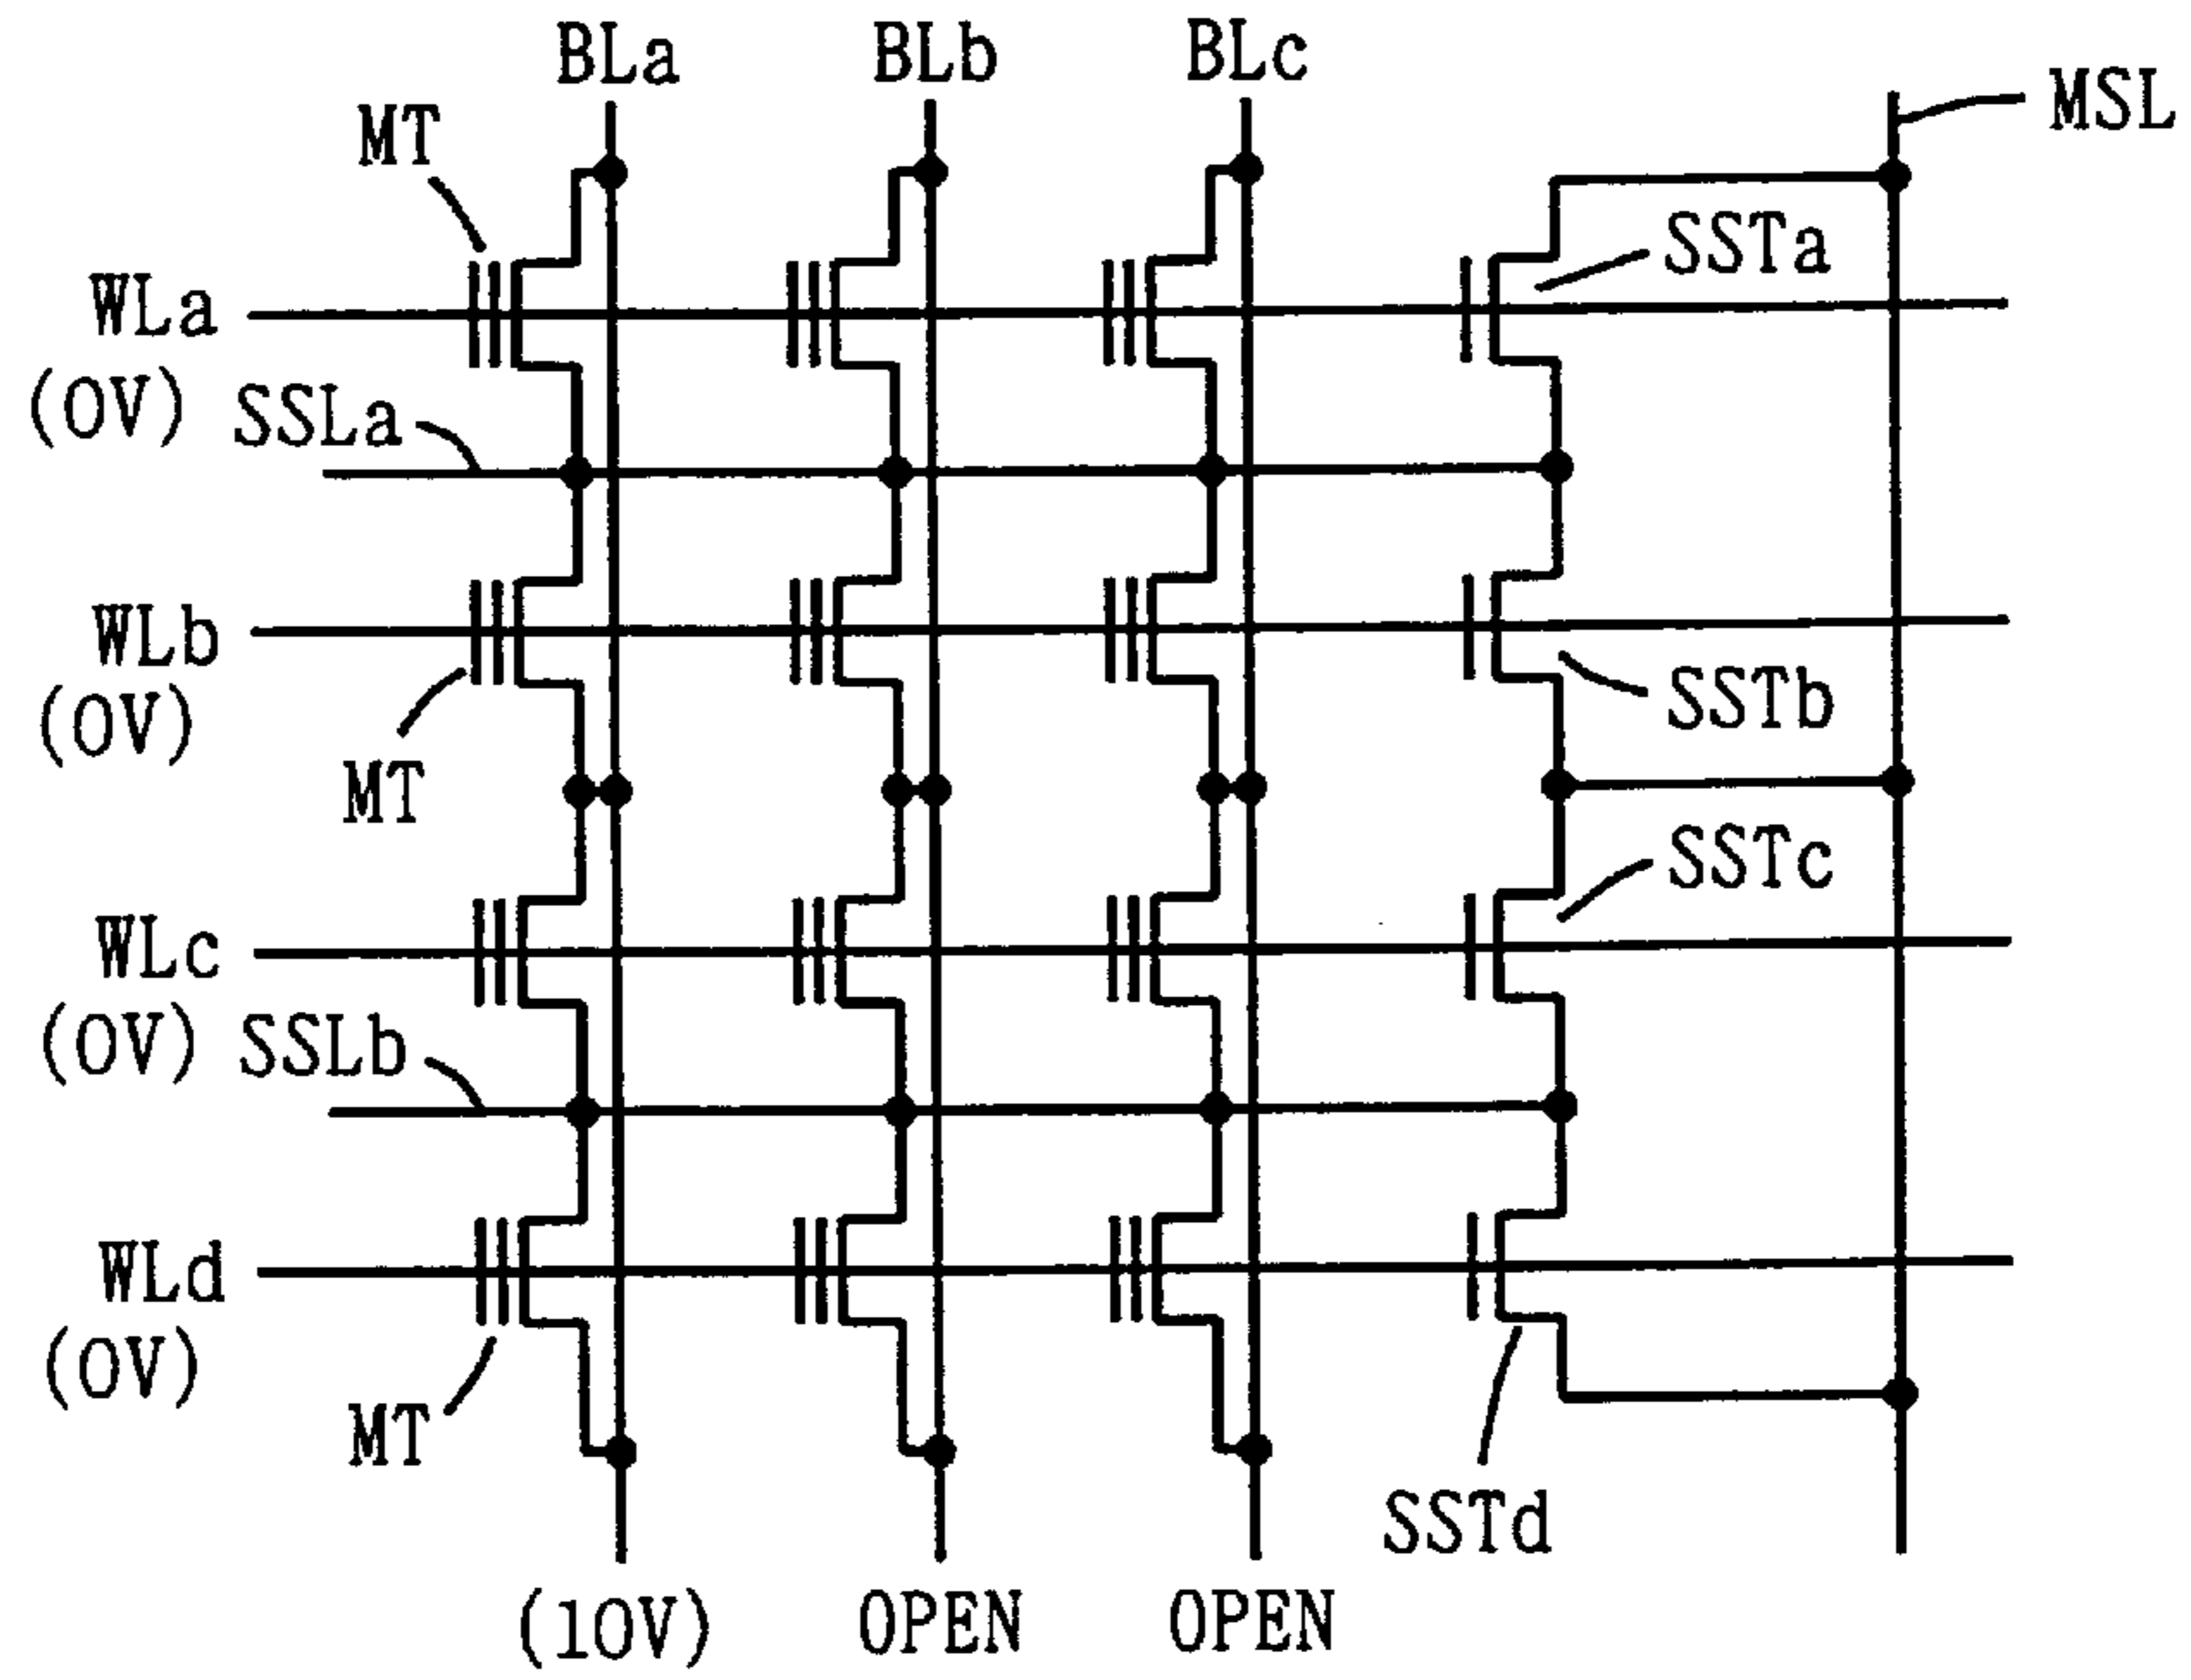 BLa BLb BLc
MSL
MT
SSTa
WLa
(0V)
SSLa
WLb
(0V)
SSTb
MT
SSTc
WLc
(0V)
SSLb
WLd
(0V)
MT
SSTd
(10V) OPEN OPEN